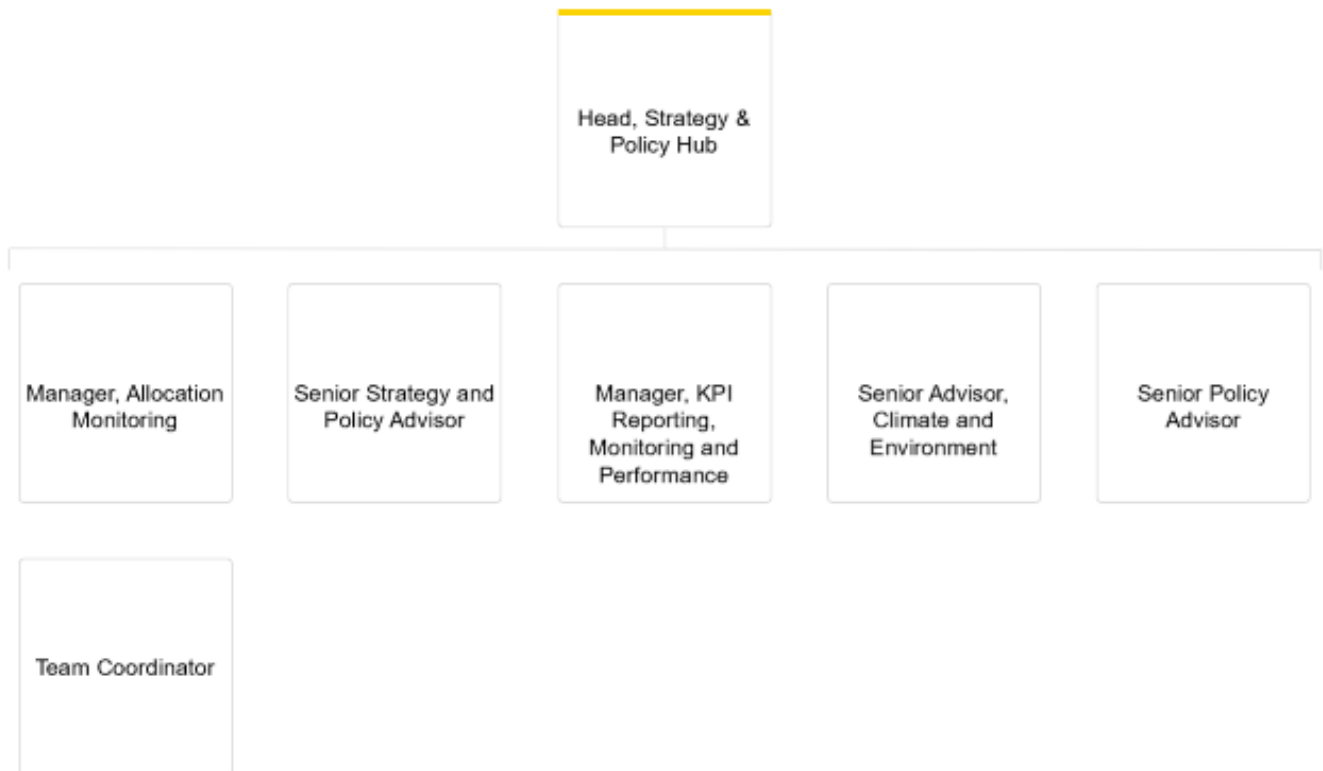 Head, Strategy &
Policy Hub
Manager, Allocation
Monitoring
Senior Strategy and
Policy Advisor
Manager, KPI
Reporting,
Monitoring and
Performance
Senior Advisor,
Climate and
Environment
Senior Policy
Advisor
Team Coordinator